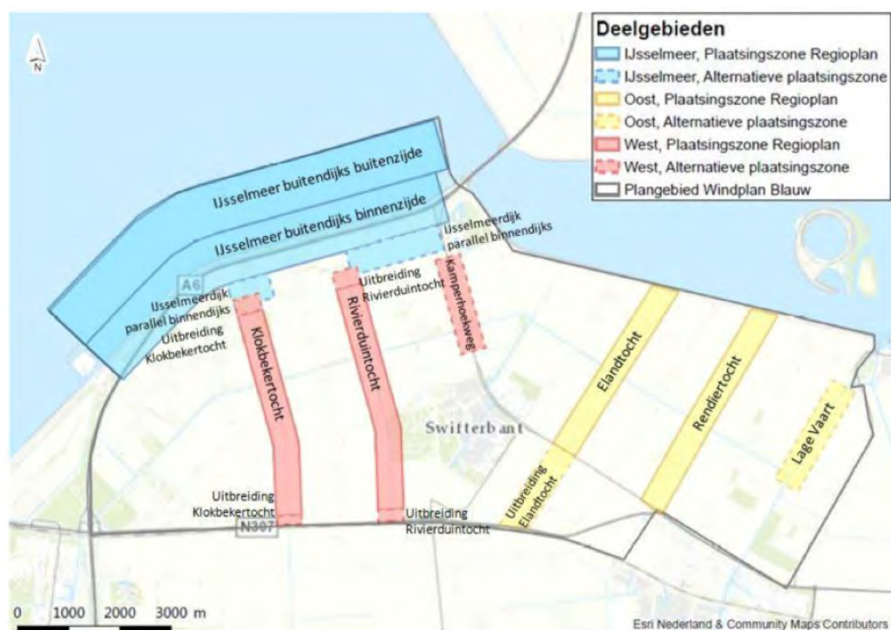 N
Deelgebieden
IJsselmeer, Plaatsingszone Regioplan
IJsselmeer, Alternatieve plaatsingszone
Oost, Plaatsingszone Regioplan
Oost, Alternatieve plaatsingszone
West, Plaatsingszone Regioplan
West, Alternatieve plaatsingszone
Plangebied Windplan Blauw
IJsselmeer buitendijks buitenzijde
IJsselmeer buitendijks binnenzijde
IJsselmeerdijk
parallel binnendijks
A6
IJsselmeerdijk
parallel binnendijks
Uitbreiding
Klokbekertocht
Uitbreiding
Rivierduintocht
Kamperhoekweg
Klokbekertocht
Rivierduintocht
Elandtocht
Rendiertocht
Lage Vaart
Swifterbant
Uitbreiding
Elandtocht
Uitbreiding
Klokbekertocht
N307
Uitbreiding
Rivierduintocht
0 1000 2000 3000 m
Esri Nederland & Community Maps Contributors